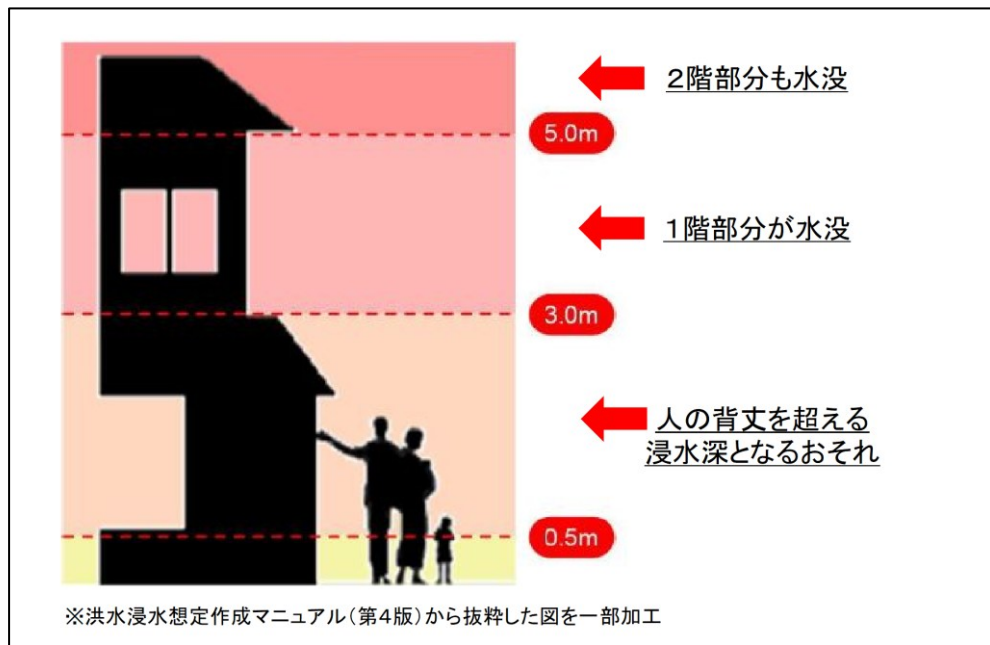 2階部分も水没
5.0m
1階部分が水没
3.0m
人の背丈を超える
浸水深となるおそれ
0.5m
※洪水浸水想定作成マニュアル(第4版)から抜粋した図を一部加工